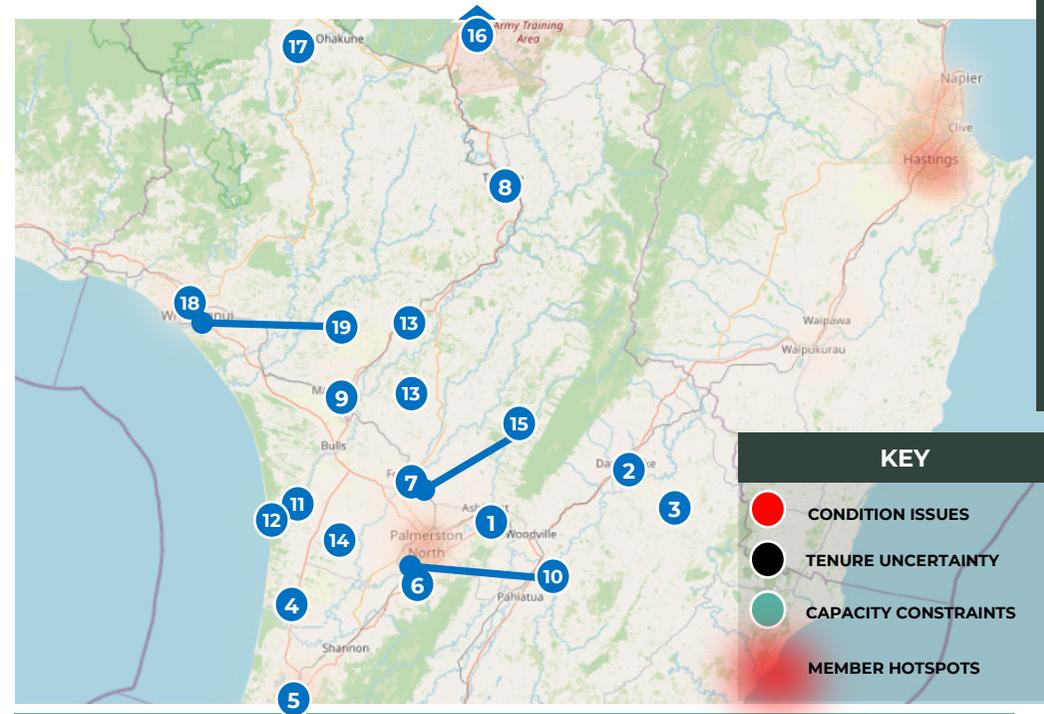 Army Training
Area
16
17
Ohakune
Napier
Clive
Hastings
8
18
19
13
Waipawa
Waipukurau
9
13
15
Bulls
KEY
2
7
11
12
3
1
CONDITION ISSUES
14
Woodville
Palmerston
North
TENURE UNCERTAINTY
10
6
Pahiatua
4
CAPACITY CONSTRAINTS
Shannon
MEMBER HOTSPOTS
5